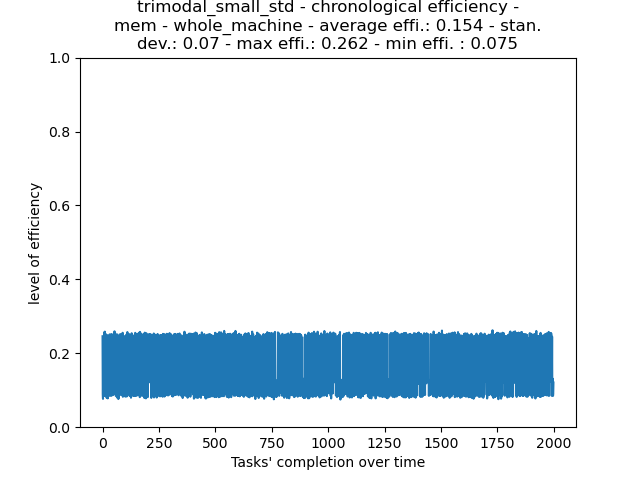 trimodal_small_std - chronological efficiency -
mem - whole_machine - average effi.: 0.154 - stan.
dev.: 0.07 - max effi.: 0.262 - min effi. : 0.075
1.0
0.8
0.6
0.4
0.2
0.0
level of efficiency
0 250 500 750 1000 1250 1500 1750 2000
Tasks' completion over time